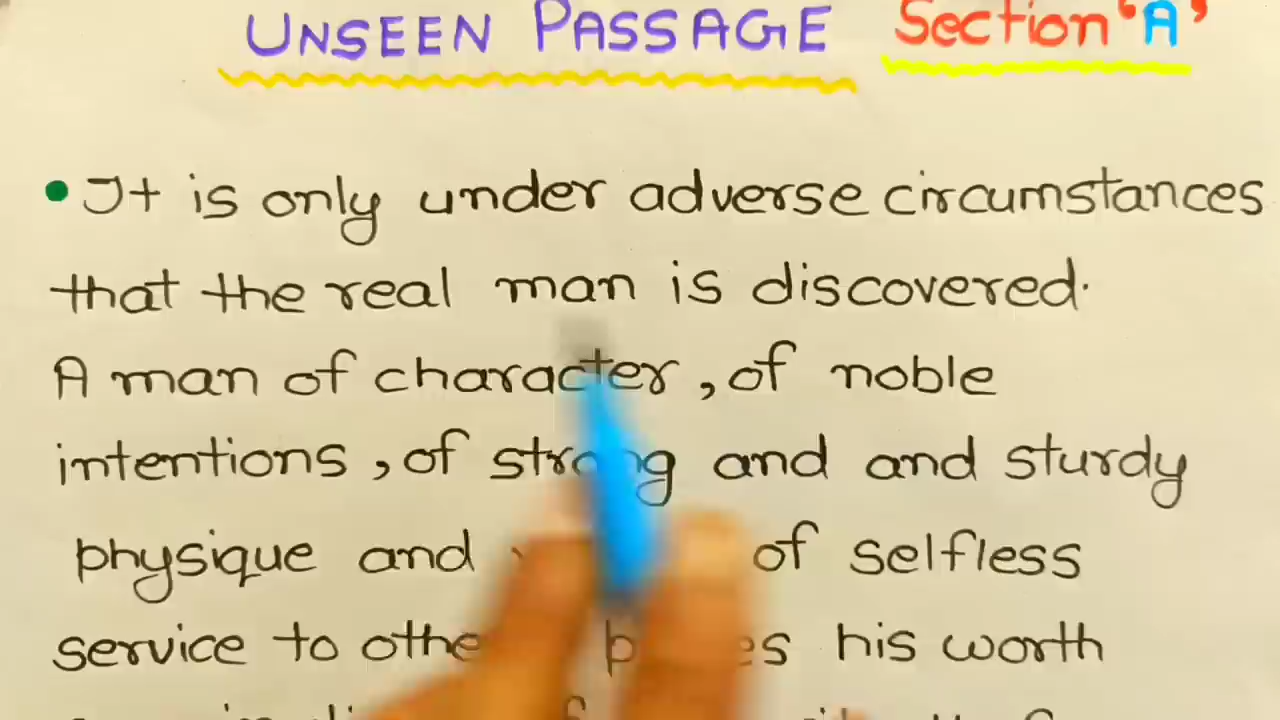 UNSEEN PASSAGE Section 'A'
• It is only under adverse circumstances
that the real man is discovered.
A man of character, of noble
intentions, of strong and and sturdy
physique and of selfless
service to his worth